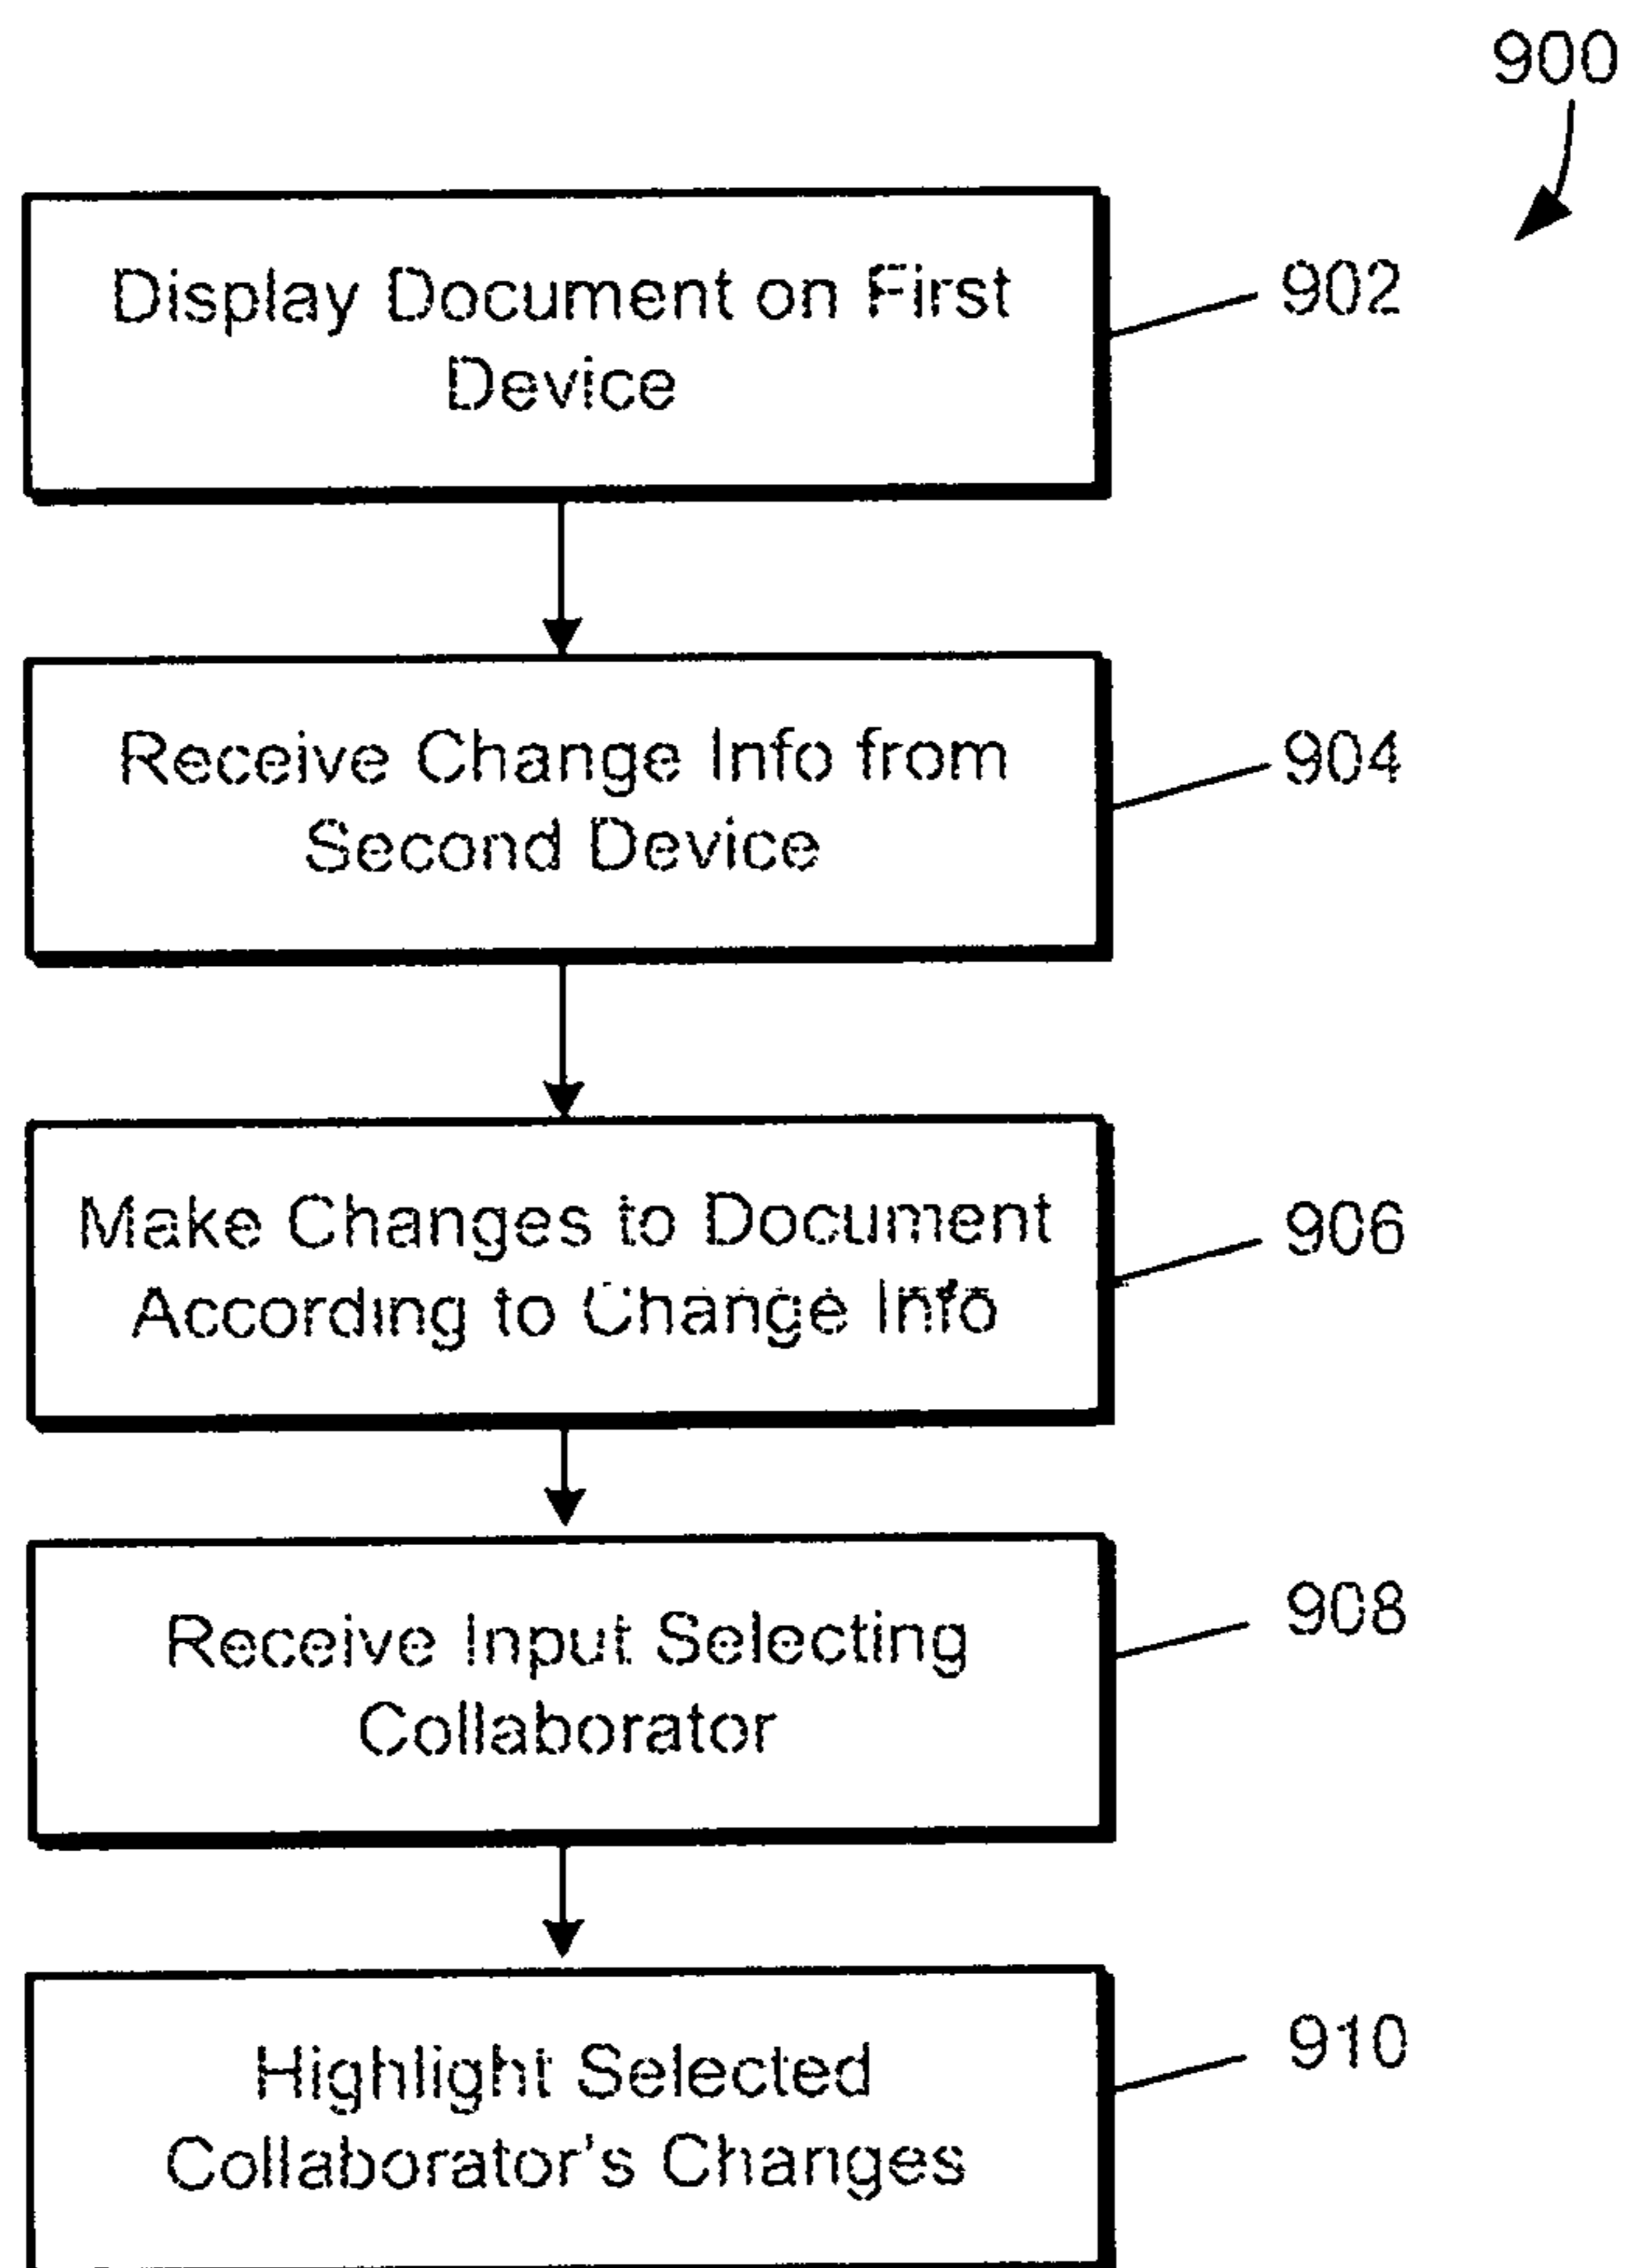 900
Display Document on First
Device
902
Receive Change Info from
Second Device
904
Make Changes to Document
According to Change Info
906
Receive Input Selecting
Collaborator
908
Highlight Selected
Collaborator's Changes
910